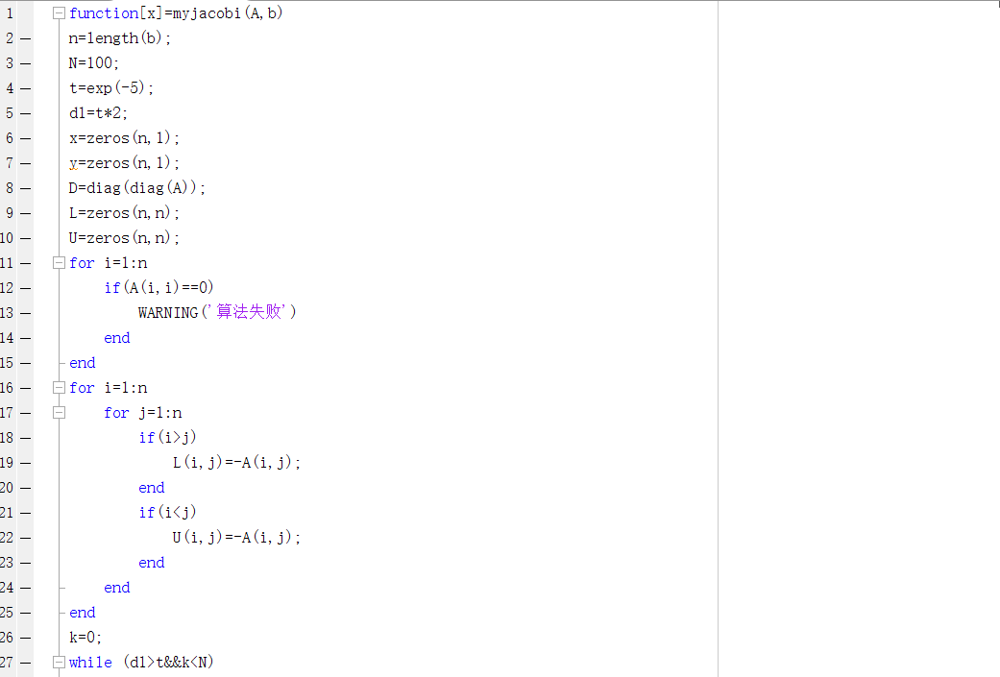 1 function[x]=myjacobi(A,b)
2 — n=length(b);
3 — N=100;
4 — t=exp(-5);
5 — d1=t*2;
6 — x=zeros(n,1);
7 — y=zeros(n,1);
8 — D=diag(diag(A));
9 — L=zeros(n,n);
10 — U=zeros(n,n);
11 — for i=1:n
12 — if(A(i,i)==0)
13 — WARNING('算法失败')
14 — end
15 — end
16 — for i=1:n
17 — for j=1:n
18 — if(i>j)
19 — L(i,j)=-A(i,j);
20 — end
21 — if(i<j)
22 — U(i,j)=-A(i,j);
23 — end
24 — end
25 — end
26 — k=0;
27 — while (d1>t&&k<N)